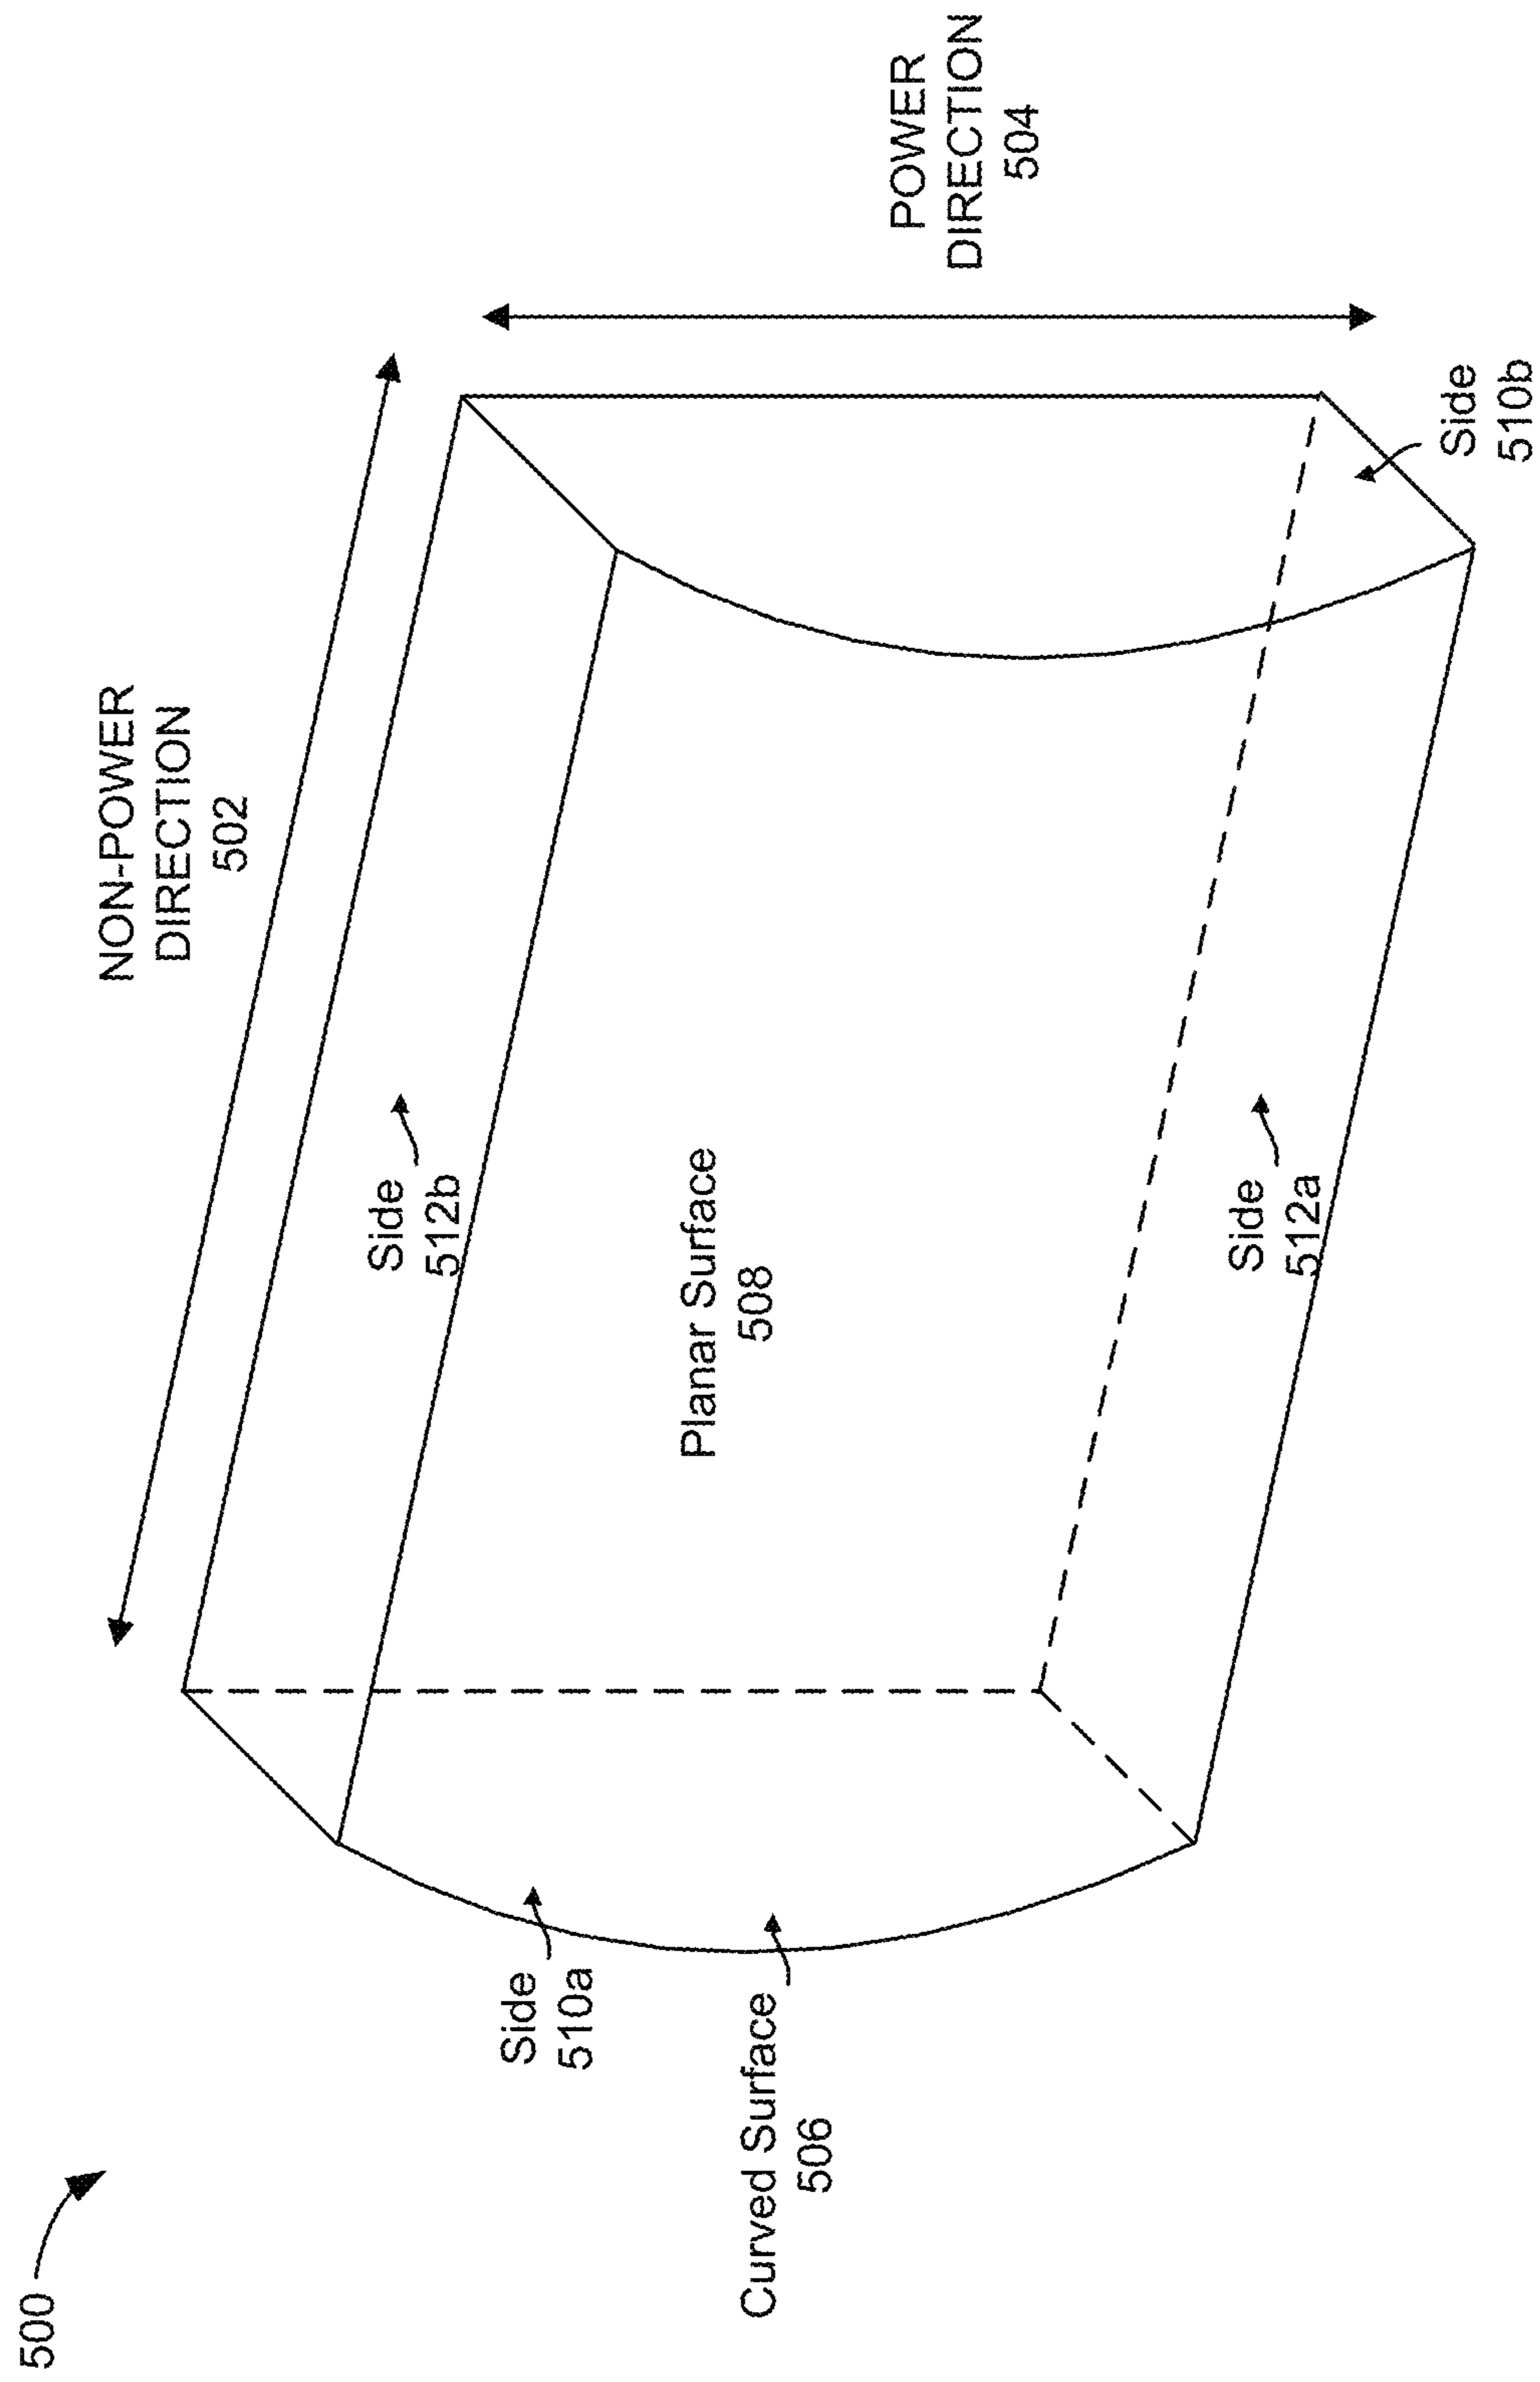 500
NON-POWER
DIRECTION
502
Side
512b
Side
510a
Planar Surface
508
Curved Surface
506
POWER
DIRECTION
504
Side
512a
Side
510b